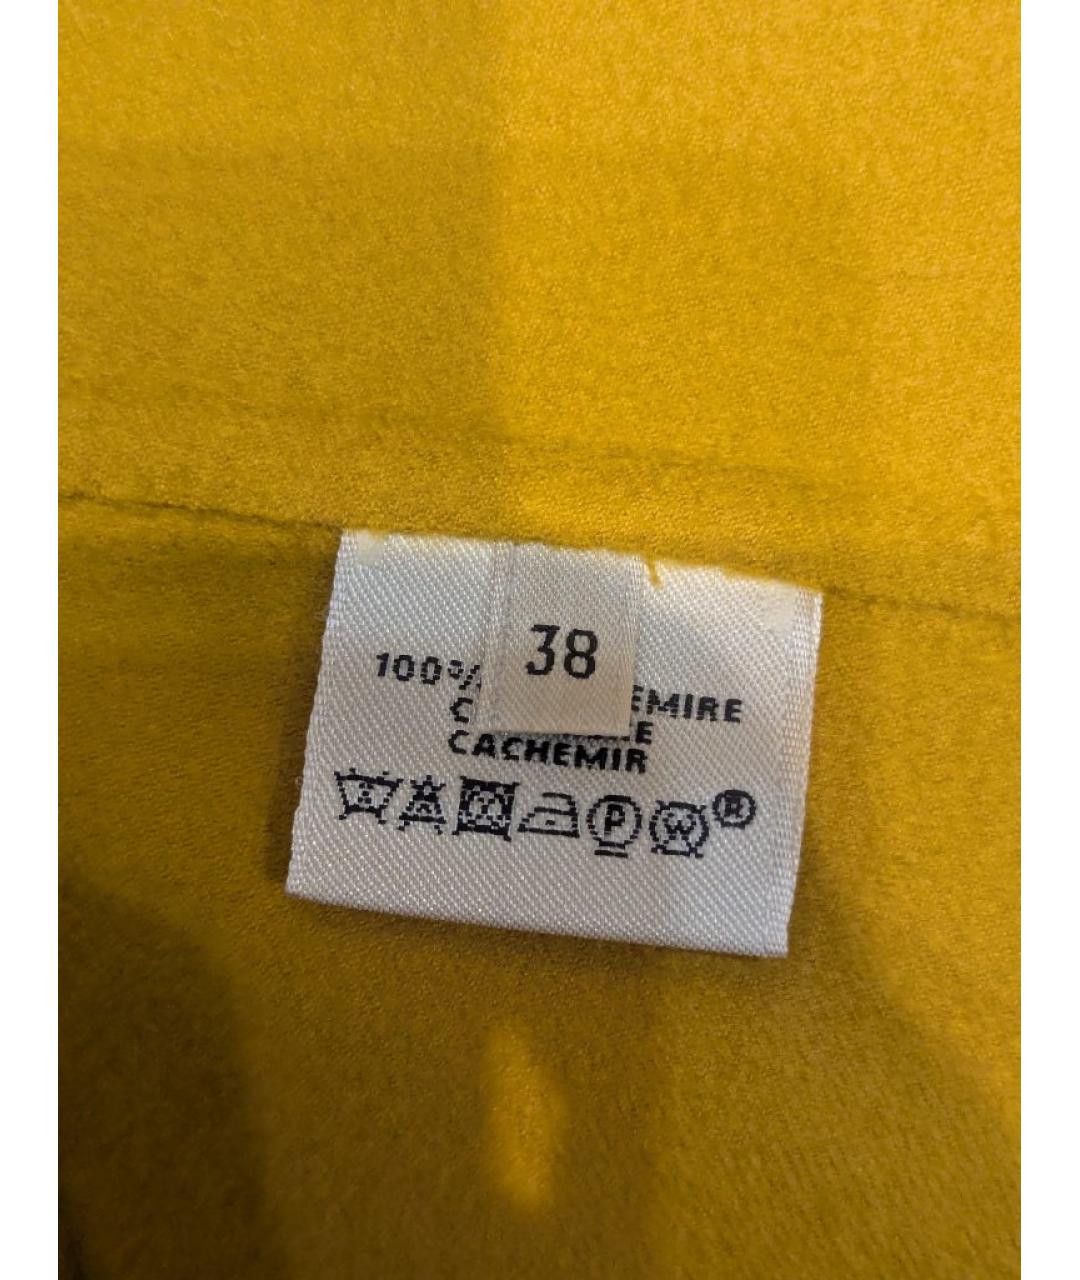 38
100%
EMIRE
CACHEMIR
P W ®